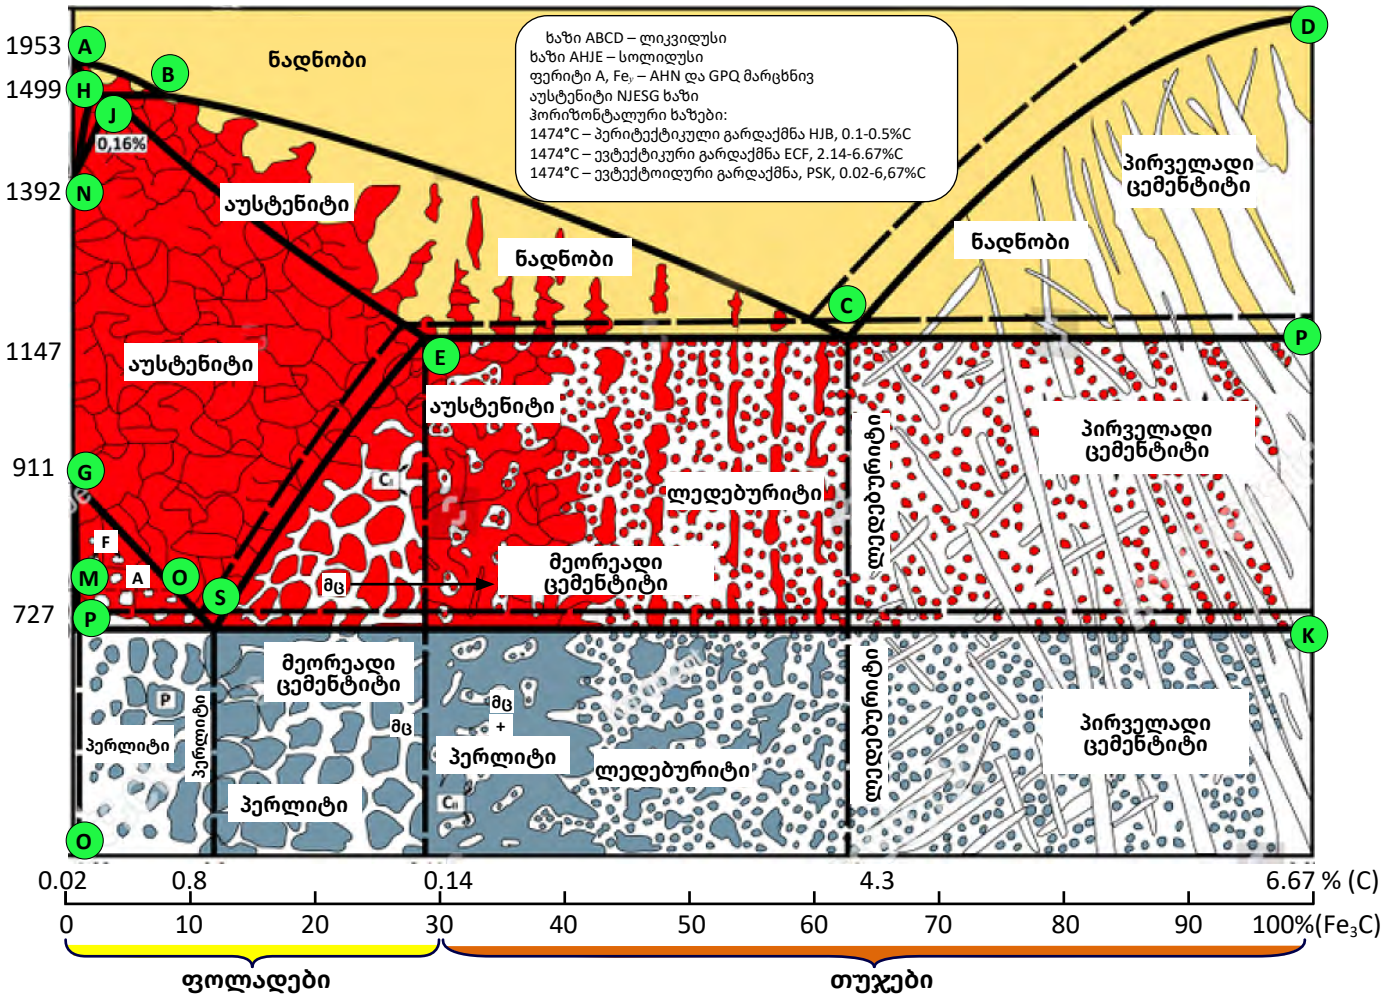 1953
A
B
ნადნობი
D
ხაზი ABCD – ლიკვიდუსი
ხაზი AHJE – სოლიდუსი
ფერიტი A, Feᵧ – AHN და GPQ მარცხნივ
აუსტენიტი NJESG ხაზი
ჰორიზონტალური ხაზები:
1474°C – პერიტექტიკული გარდაქმნა HJB, 0.1-0.5%C
1474°C – ევტექტიკური გარდაქმნა ECF, 2.14-6.67%C
1474°C – ევტექტოიდური გარდაქმნა, PSK, 0.02-6,67%C
1499
H
J
0,16%
1392
N
აუსტენიტი
ნადნობი
ნადნობი
პირველადი
ცემენტიტი
C
P
1147
აუსტენიტი
E
აუსტენიტი
911
G
CII
ლედებურიტი
ლედებურიტი
პირველადი
ცემენტიტი
F
M
A
O
S
მც
მეორეადი
ცემენტიტი
727
P
K
მეორეადი
ცემენტიტი
P
პერლიტი
პერლიტი
მც
მც
+
პერლიტი
ლედებურიტი
ლედებურიტი
პირველადი
ცემენტიტი
პერლიტი
CII
O
0.02 0.8 0.14 4.3 6.67 % (C)
0 10 20 30 40 50 60 70 80 90 100%(Fe₃C)
ფოლადები თუჯები